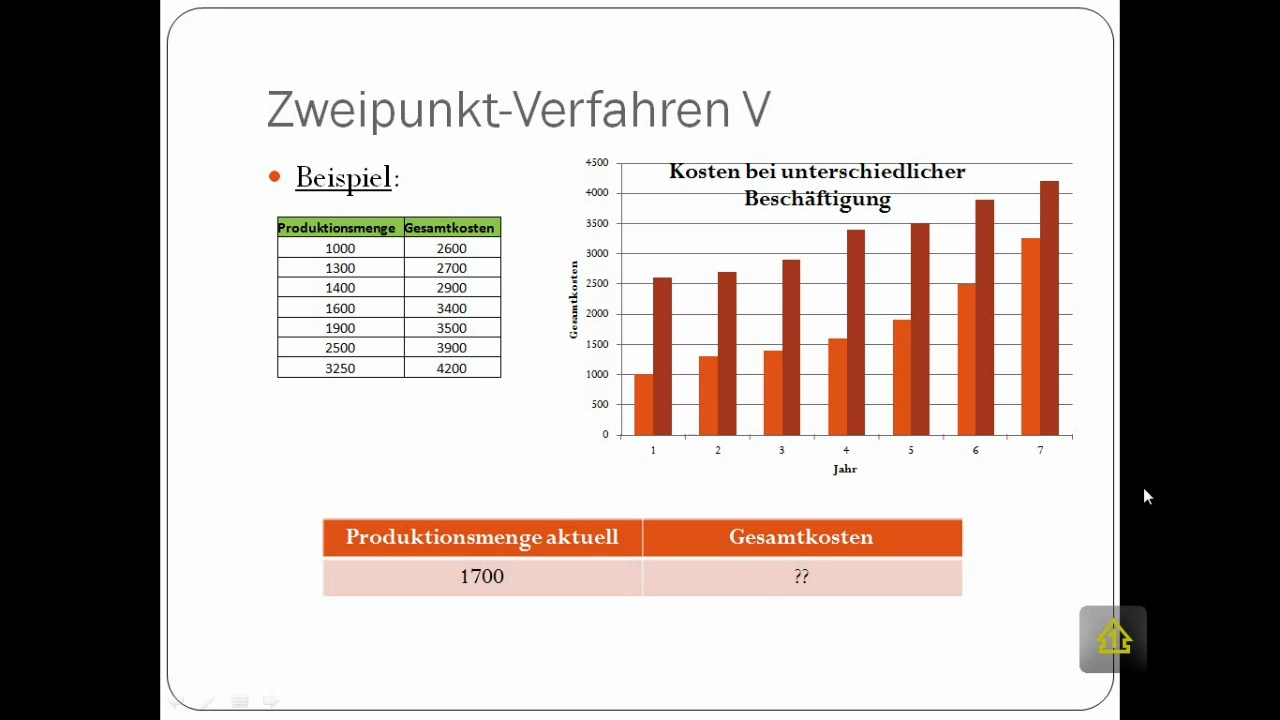 Zweipunkt-Verfahren V
Beispiel:
Produktionsmenge Gesamtkosten
1000 2600
1300 2700
1400 2900
1600 3400
1900 3500
2500 3900
3250 4200
Kosten bei unterschiedlicher
Beschäftigung
4500
4000
3500
3000
2500
2000
1500
1000
500
0
Gesamtkosten
1 2 3 4 5 6 7
Jahr
Produktionsmenge aktuell Gesamtkosten
1700 ??
1